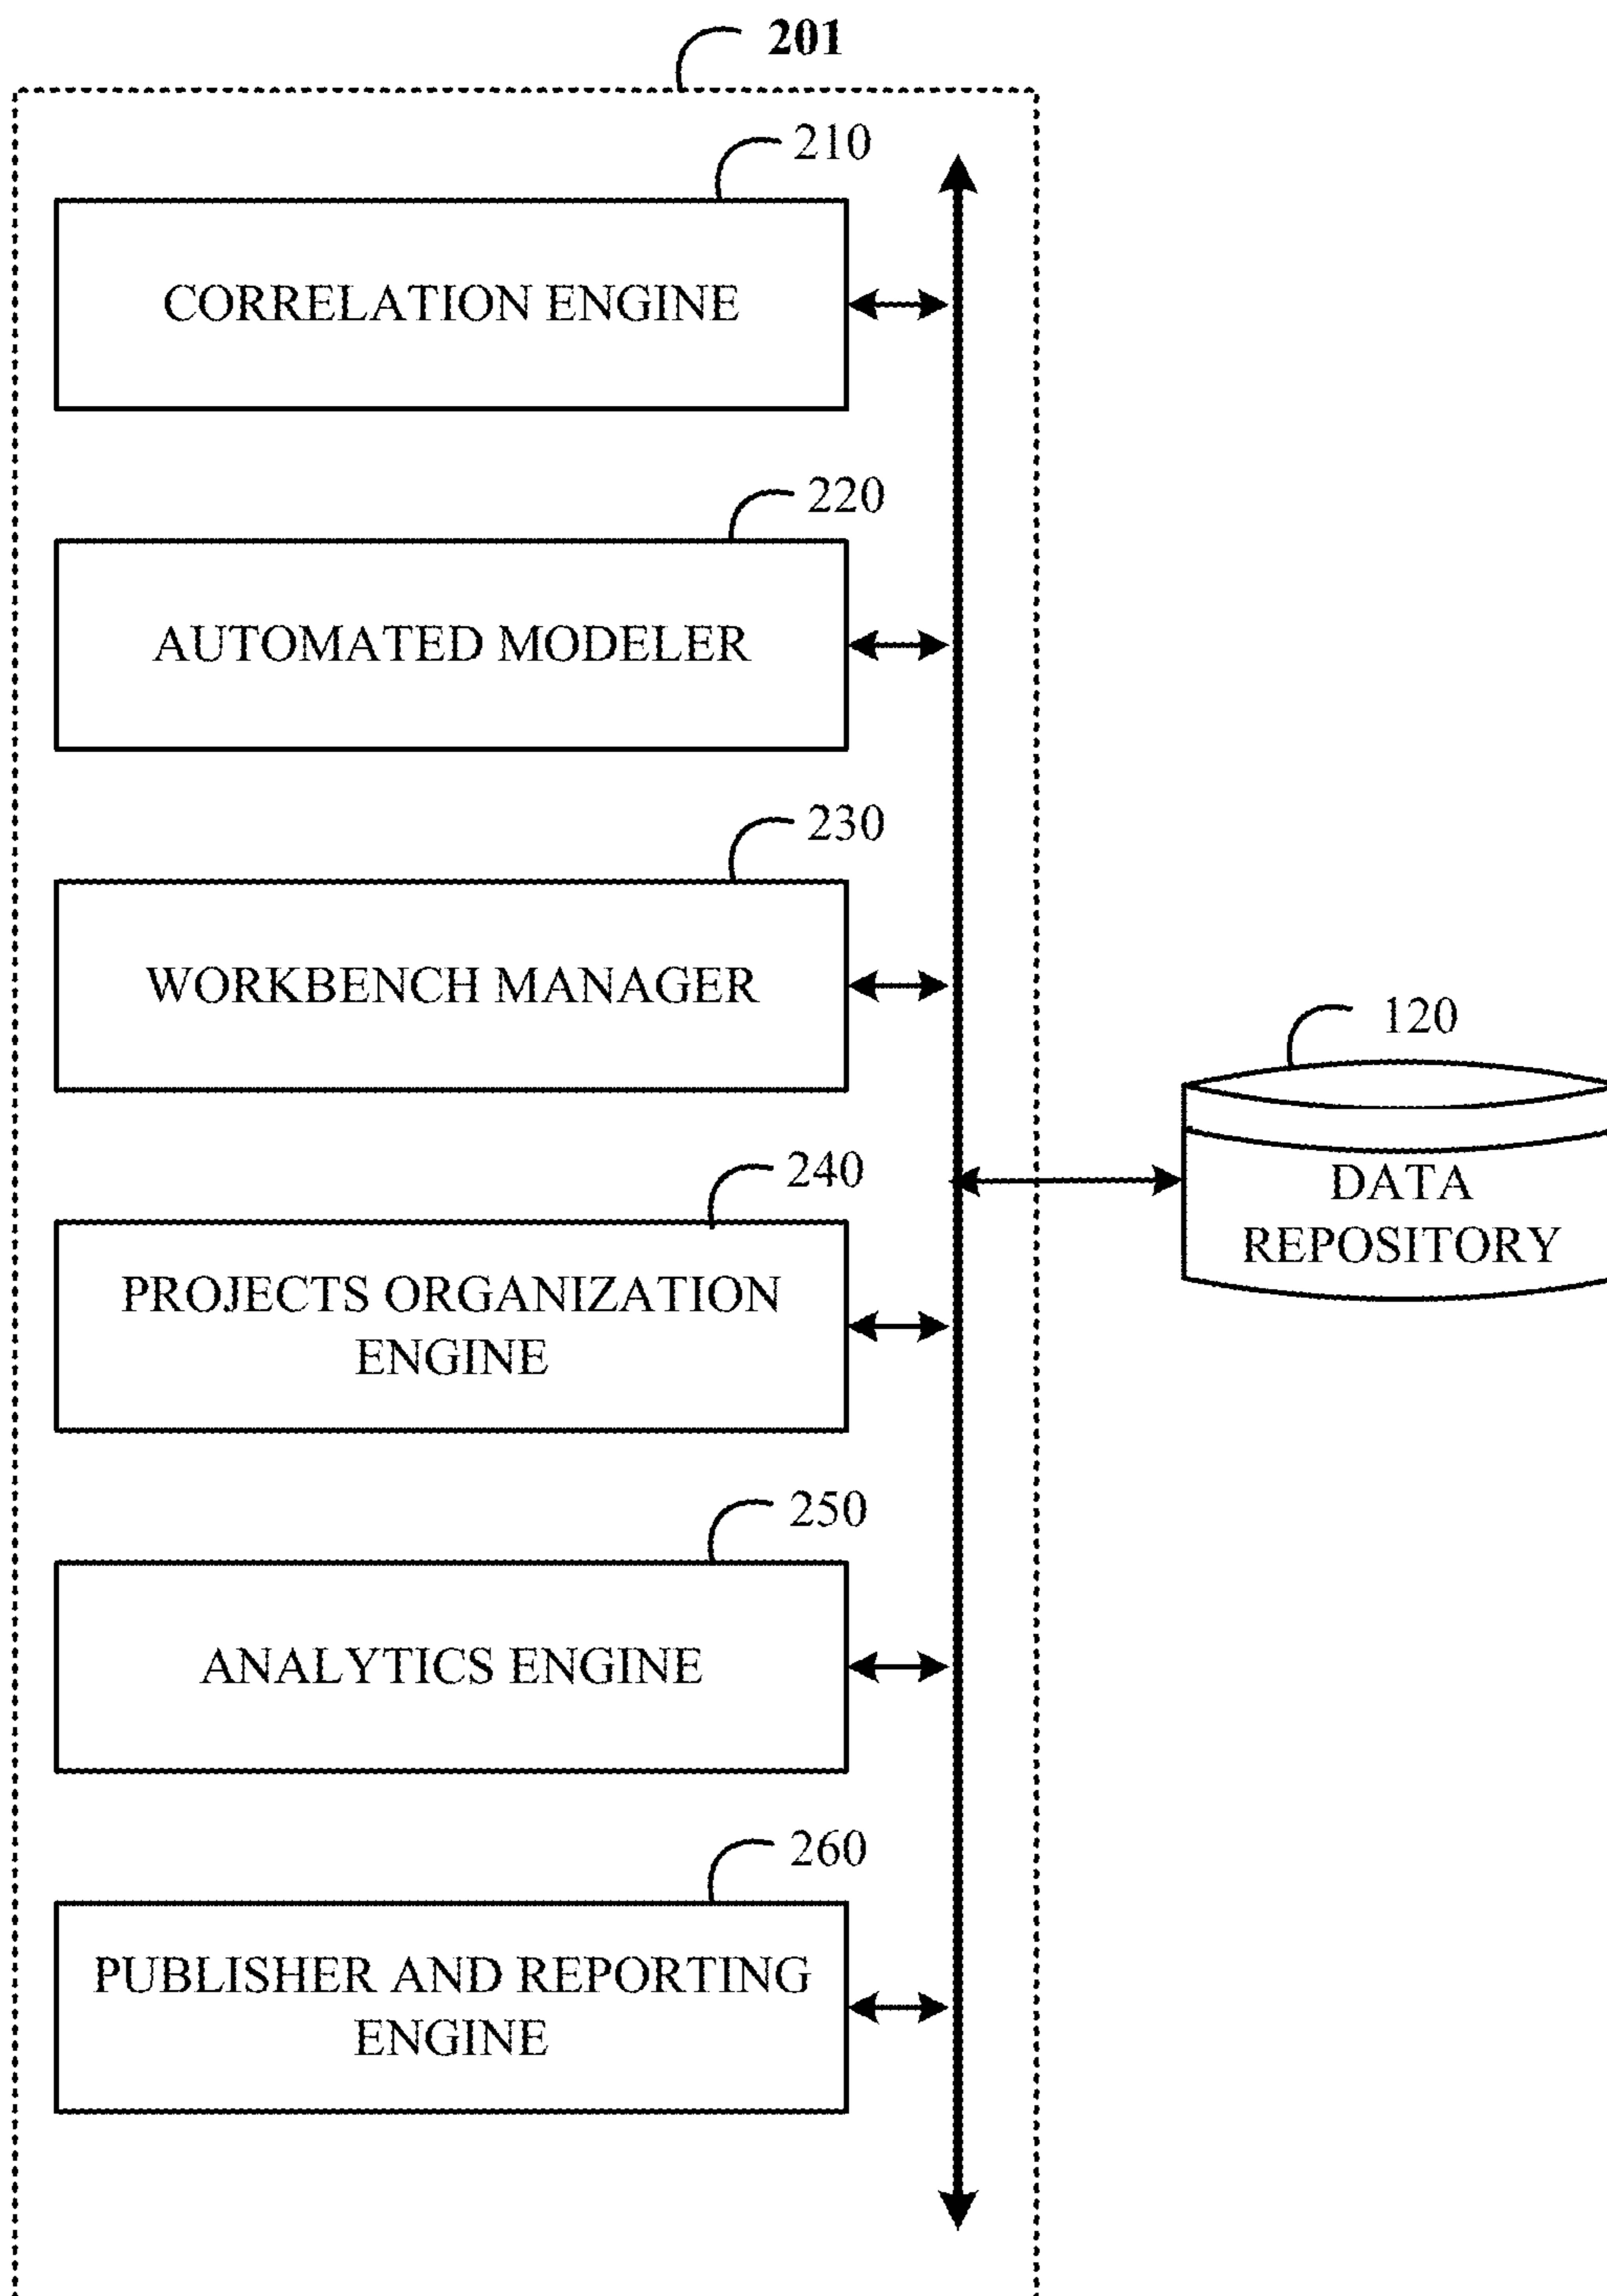 201
210
CORRELATION ENGINE
220
AUTOMATED MODELER
230
WORKBENCH MANAGER
120
DATA
REPOSITORY
240
PROJECTS ORGANIZATION
ENGINE
250
ANALYTICS ENGINE
260
PUBLISHER AND REPORTING
ENGINE